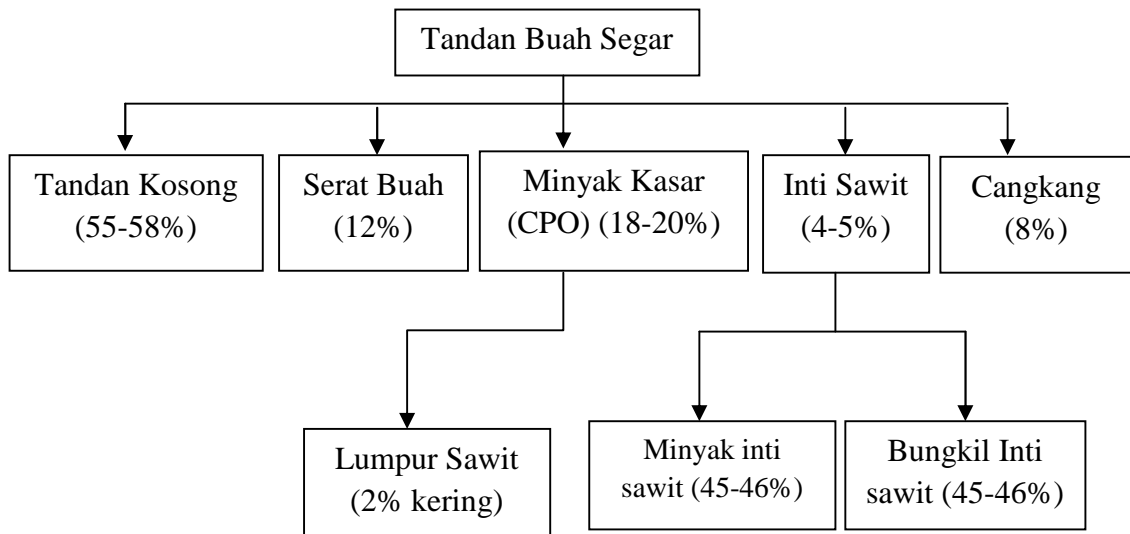 Tandan Buah Segar
Tandan Kosong
(55-58%)
Serat Buah
(12%)
Minyak Kasar
(CPO) (18-20%)
Inti Sawit
(4-5%)
Cangkang
(8%)
Lumpur Sawit
(2% kering)
Minyak inti
sawit (45-46%)
Bungkil Inti
sawit (45-46%)